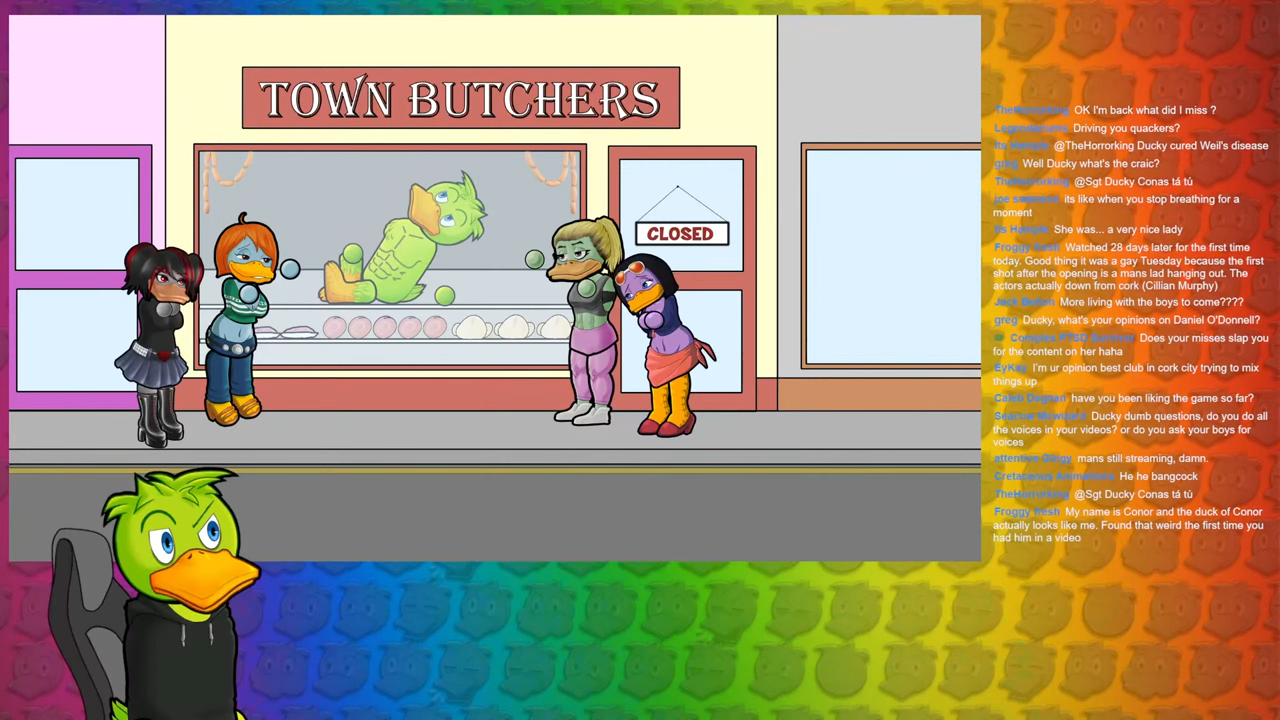 TOWN BUTCHERS
CLOSED
OK I'm back what did I miss ?
Driving you quackers?
@TheHorrorking Ducky cured Weil's disease
greg Well Ducky what's the craic?
@Sgt Ducky Conas tá tú
its like when you stop breathing for a
moment
She was... a very nice lady
Froggy fresh Watched 28 days later for the first time
today. Good thing it was a gay Tuesday because the first
shot after the opening is a mans lad hanging out. The
actors actually down from cork (Cillian Murphy)
More living with the boys to come????
greg Ducky, what's your opinions on Daniel O'Donnell?
Does your misses slap you
for the content on her haha
EyKay I'm ur opinion best club in cork city trying to mix
things up
have you been liking the game so far?
Ducky dumb questions, do you do all
the voices in your videos? or do you ask your boys for
voices
mans still streaming, damn.
He he bangcock
TheHorrorking @Sgt Ducky Conas tá tú
Froggy fresh My name is Conor and the duck of Conor
actually looks like me. Found that weird the first time you
had him in a video